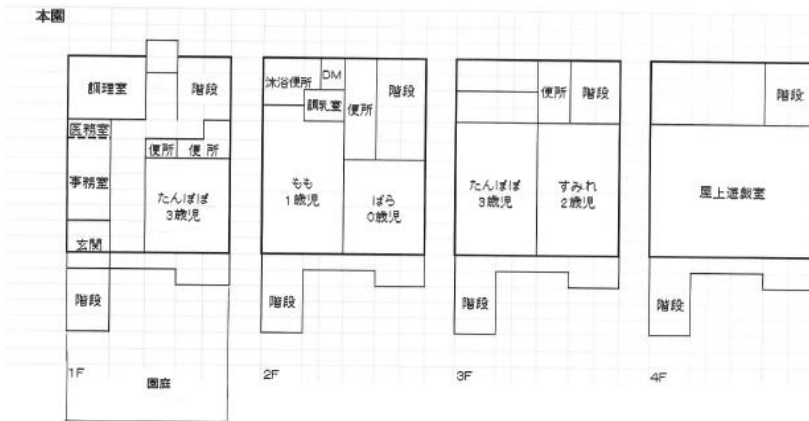 本園
調理室
階段
医務室
便所
便所
事務室
たんぽぽ
3歳児
玄関
階段
1F
園庭
沐浴便所
DM
調乳室
便所
階段
もも
1歳児
ばら
0歳児
階段
2F
便所
階段
たんぽぽ
3歳児
すみれ
2歳児
階段
3F
階段
屋上遊戯室
階段
4F